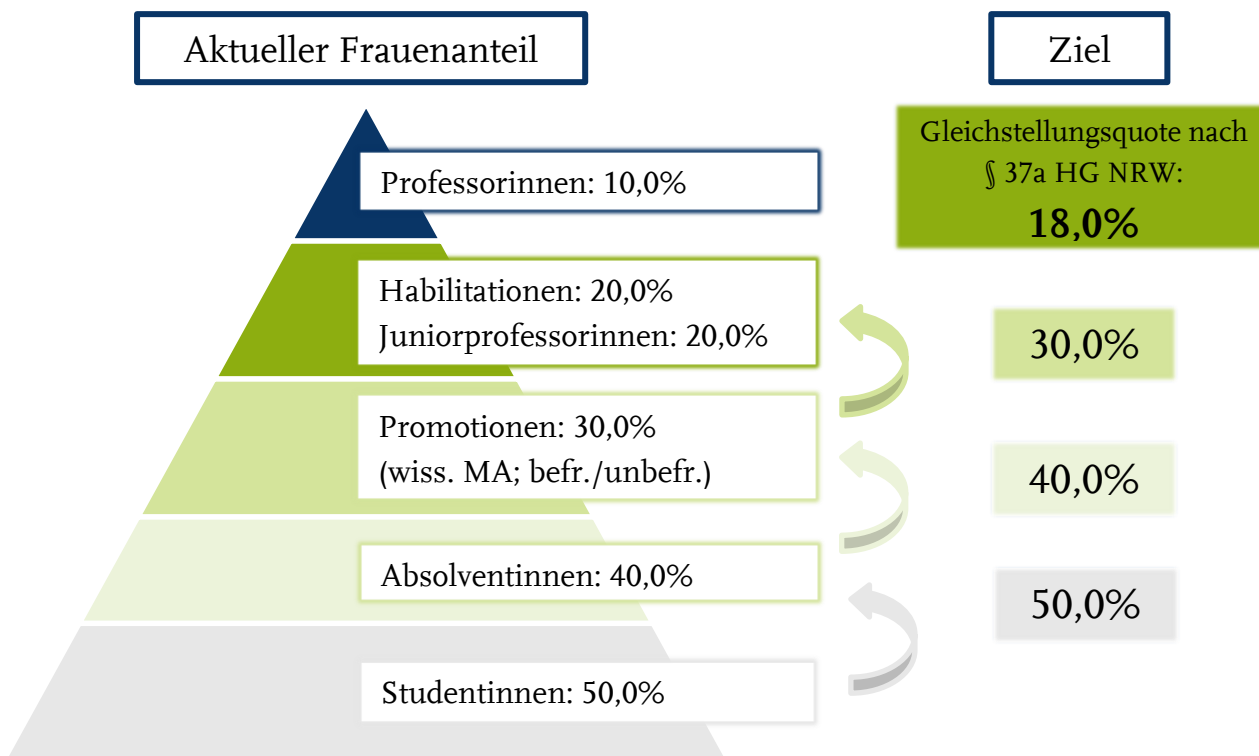 Aktueller Frauenanteil
Ziel
Professorinnen: 10,0%
Gleichstellungsquote nach
§ 37a HG NRW:
18,0%
Habilitationen: 20,0%
Juniorprofessorinnen: 20,0%
30,0%
Promotionen: 30,0%
(wiss. MA; befr./unbefr.)
40,0%
Absolventinnen: 40,0%
50,0%
Studentinnen: 50,0%